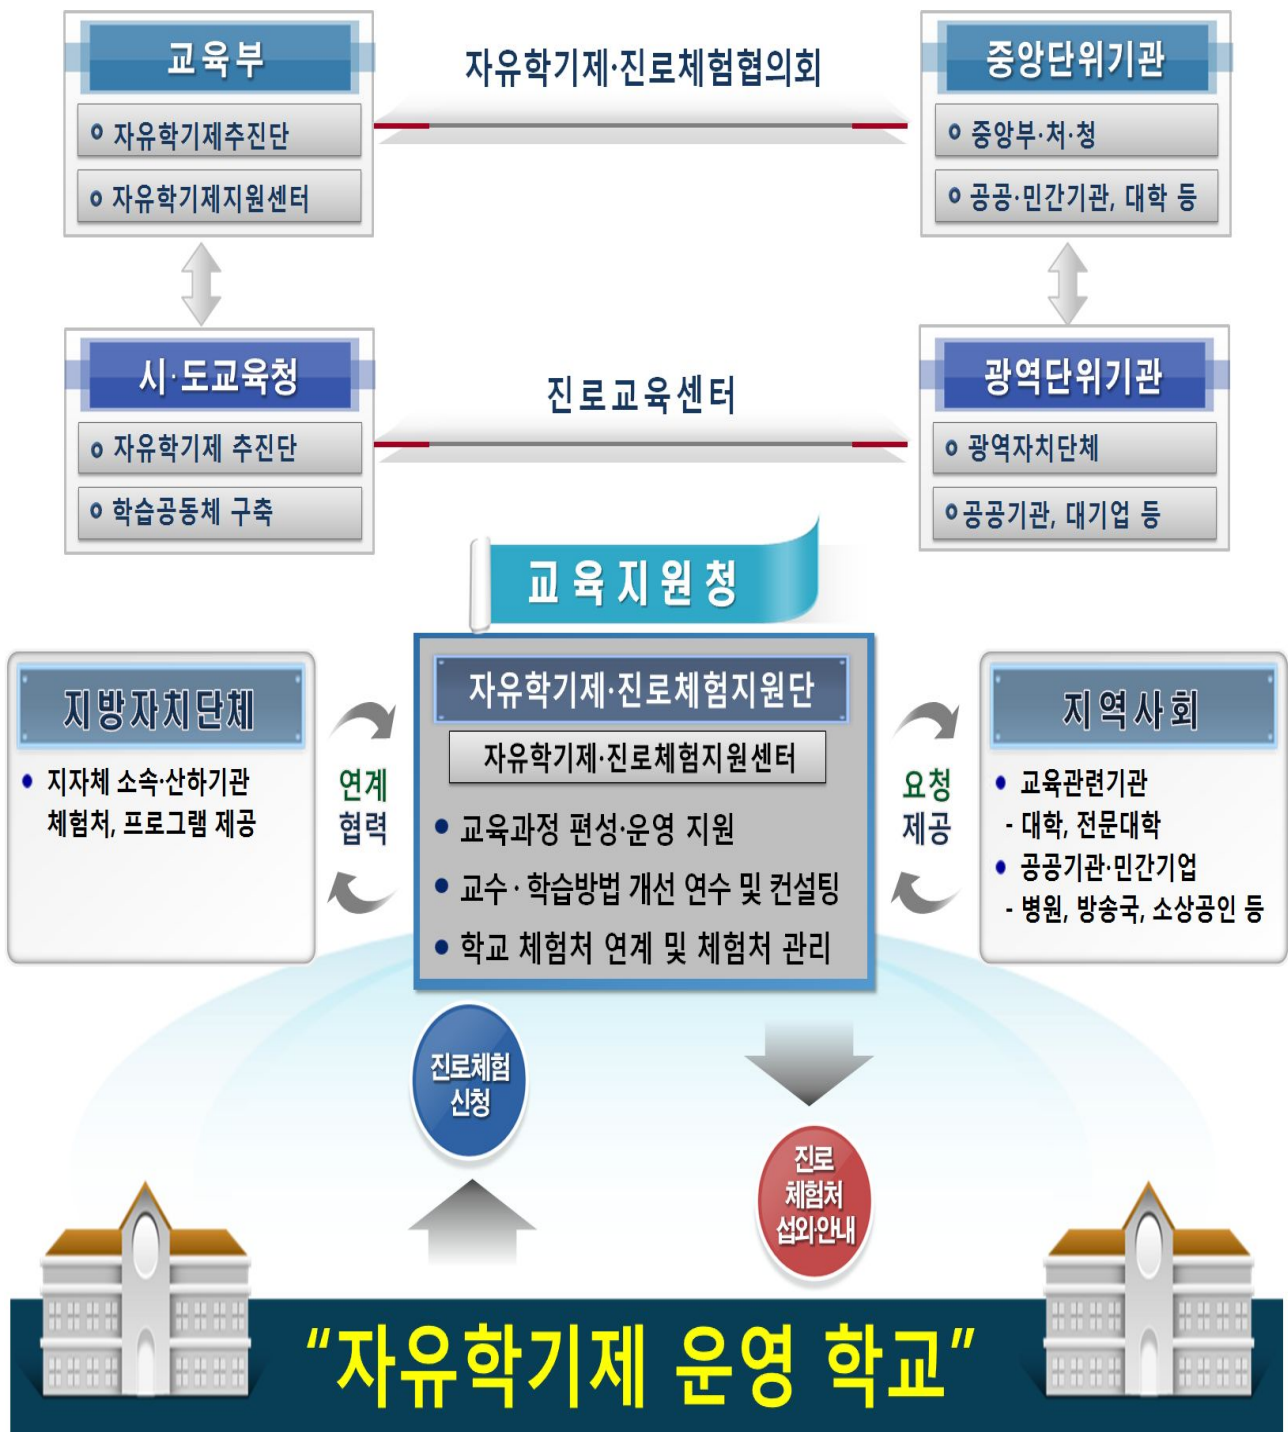 교육부
자유학기제추진단
자유학기제지원센터
자유학기제·진로체험협의회
중앙단위기관
중앙부·처·청
공공·민간기관, 대학 등
시·도교육청
자유학기제 추진단
학습공동체 구축
진로교육센터
광역단위기관
광역자치단체
공공기관, 대기업 등
교육지원청
지방자치단체
지자체 소속·산하기관
체험처, 프로그램 제공
연계
협력
자유학기제·진로체험지원단
자유학기제·진로체험지원센터
교육과정 편성·운영 지원
교수·학습방법 개선 연수 및 컨설팅
학교 체험처 연계 및 체험처 관리
요청
제공
지역사회
교육관련기관
- 대학, 전문대학
공공기관·민간기업
- 병원, 방송국, 소상공인 등
진로체험
신청
진로
체험처
섭외·안내
“자유학기제 운영 학교”